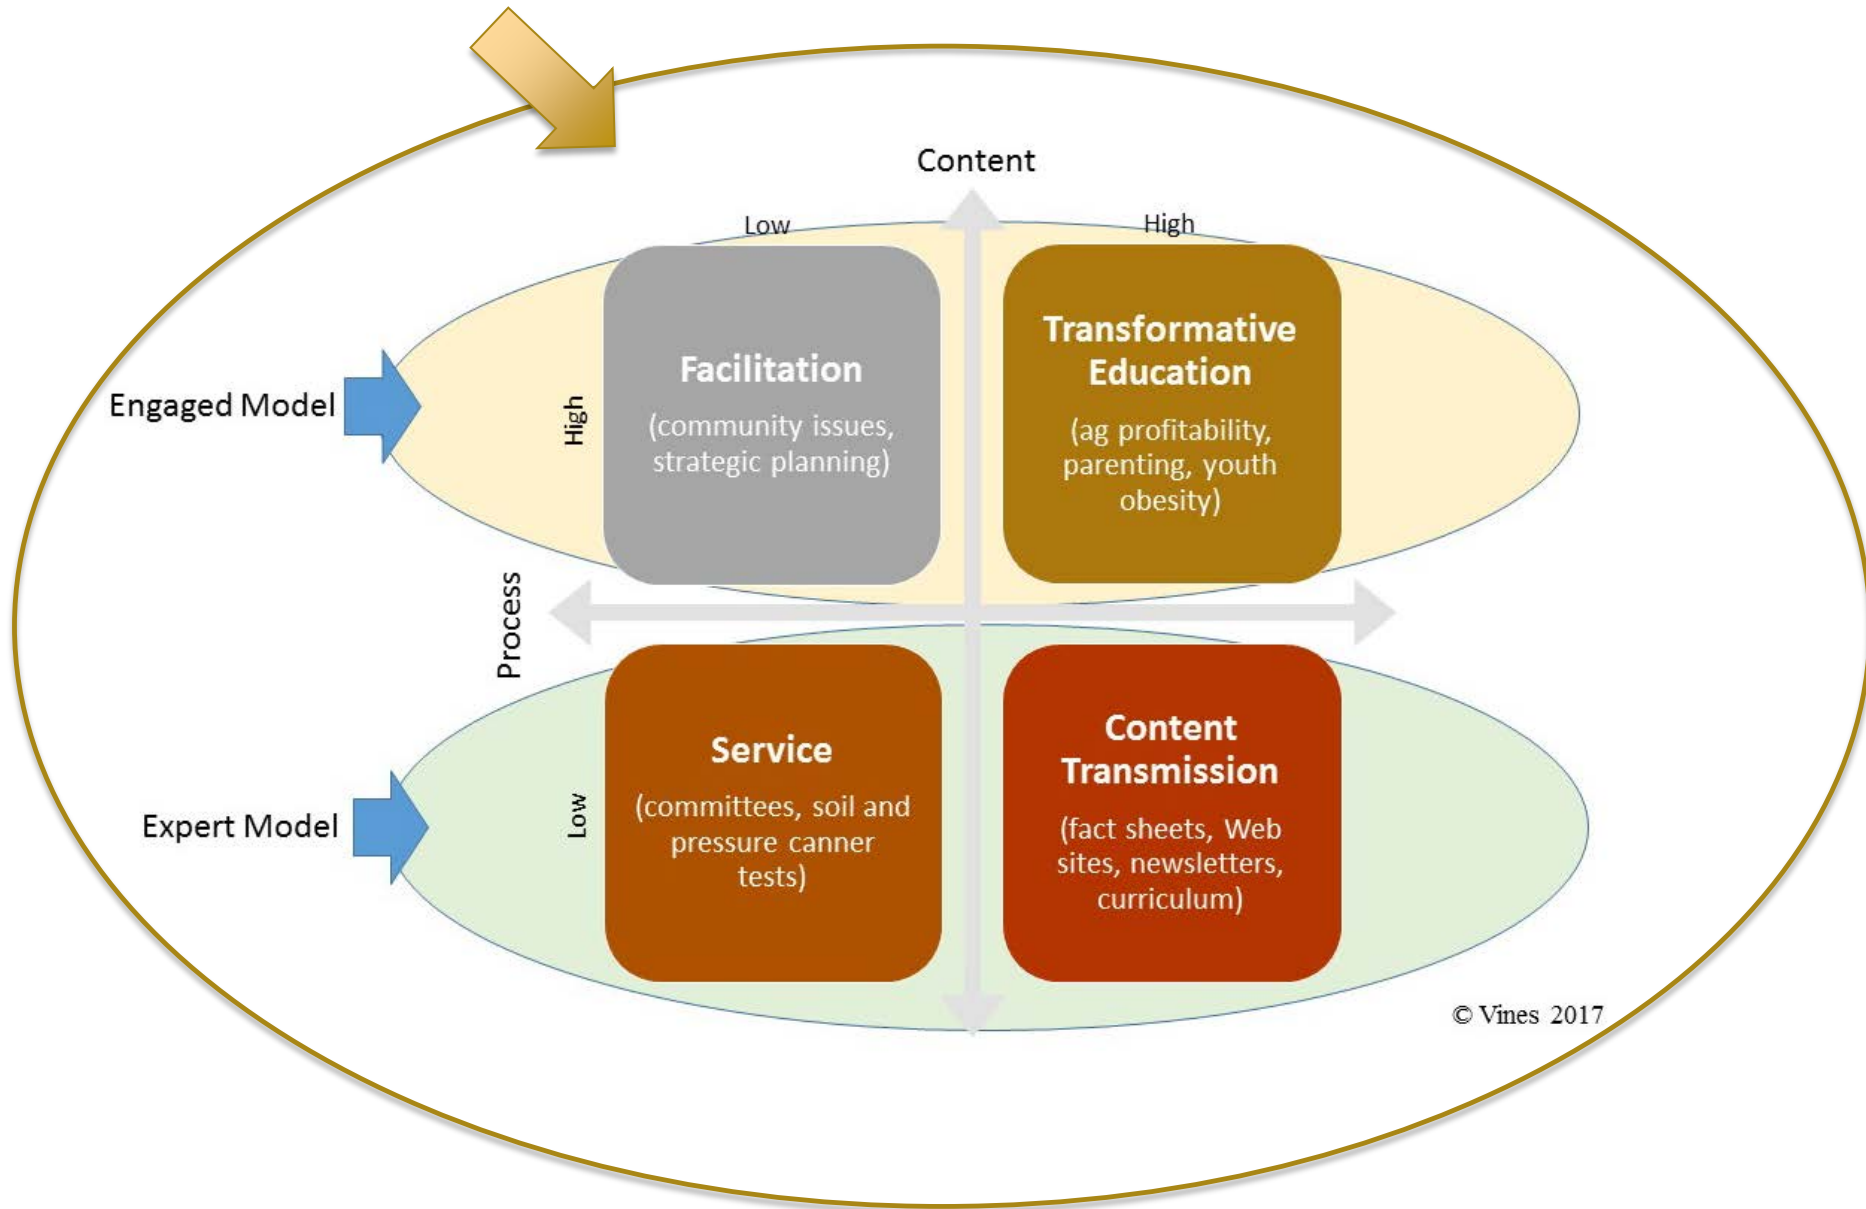 Content
Low
High
Engaged Model
High
Facilitation
(community issues,
strategic planning)
Transformative
Education
(ag profitability,
parenting, youth
obesity)
Process
Expert Model
Low
Service
(committees, soil and
pressure canner
tests)
Content
Transmission
(fact sheets, Web
sites, newsletters,
curriculum)
© Vines 2017